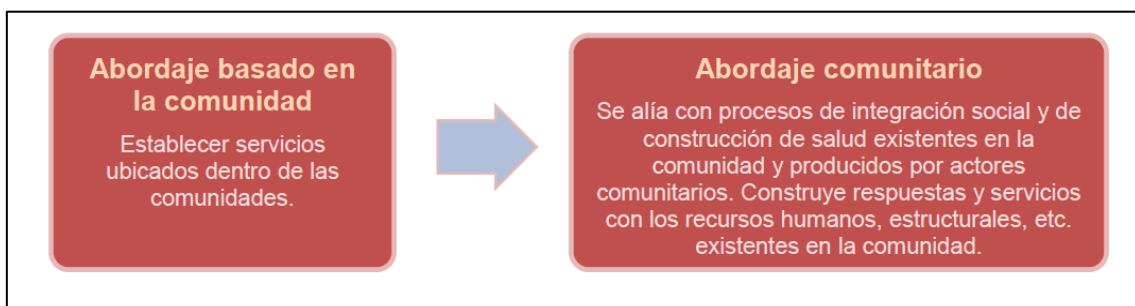 Abordaje basado en
la comunidad
Establecer servicios
ubicados dentro de las
comunidades.
Abordaje comunitario
Se alía con procesos de integración social y de
construcción de salud existentes en la
comunidad y producidos por actores
comunitarios. Construye respuestas y servicios
con los recursos humanos, estructurales, etc.
existentes en la comunidad.